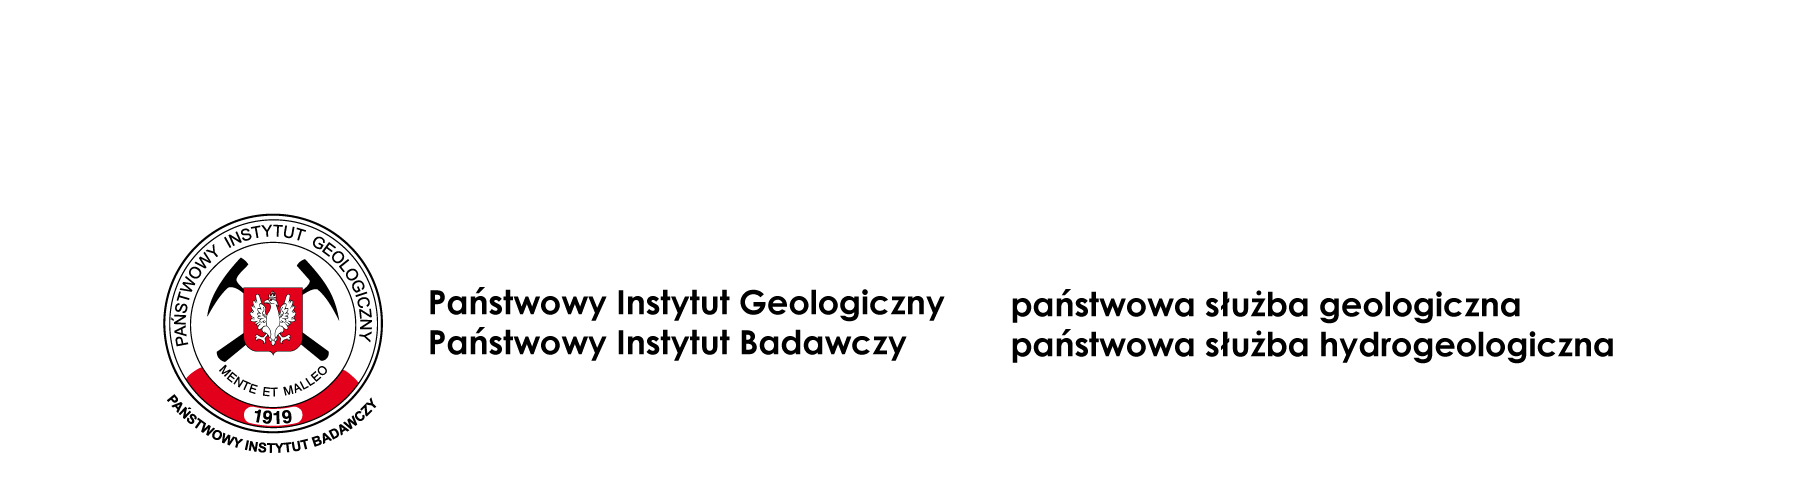 PAŃSTWOWY INSTYTUT GEOLOGICZNY
MENTE ET MALLEO
1919
PAŃSTWOWY INSTYTUT BADAWCZY
Państwowy Instytut Geologiczny
Państwowy Instytut Badawczy
państwowa służba geologiczna
państwowa służba hydrogeologiczna